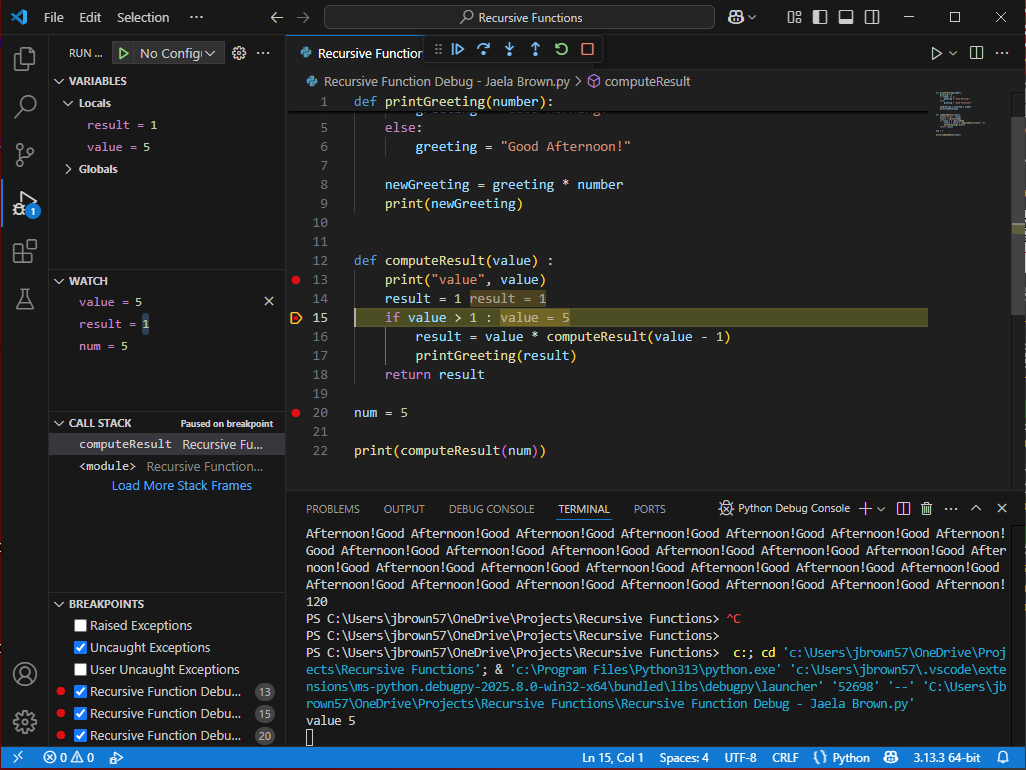 File Edit Selection ··· Recursive Functions
RUN ... No Config
VARIABLES
Locals
result = 1
value = 5
Globals
WATCH
value = 5
result = 1
num = 5
CALL STACK Paused on breakpoint
computeResult Recursive Fu...
<module> Recursive Function...
Load More Stack Frames
BREAKPOINTS
Raised Exceptions
Uncaught Exceptions
User Uncaught Exceptions
Recursive Function Debu... 13
Recursive Function Debu... 15
Recursive Function Debu... 20
1
Recursive Function
Recursive Function Debug - Jaela Brown.py > computeResult
1 def printGreeting(number):
5 else:
6 greeting = "Good Afternoon!"
7
8 newGreeting = greeting * number
9 print(newGreeting)
10
11
12 def computeResult(value) :
13 print("value", value)
14 result = 1 result = 1
15 if value > 1 : value = 5
16 result = value * computeResult(value - 1)
17 printGreeting(result)
18 return result
19
20 num = 5
21
22 print(computeResult(num))
PROBLEMS OUTPUT DEBUG CONSOLE TERMINAL PORTS Python Debug Console
Afternoon!Good Afternoon!Good Afternoon!Good Afternoon!Good Afternoon!Good Afternoon!
Good Afternoon!Good Afternoon!Good Afternoon!Good Afternoon!Good Afternoon!Good After
noon!Good Afternoon!Good Afternoon!Good Afternoon!Good Afternoon!Good Afternoon!Good
Afternoon!Good Afternoon!Good Afternoon!Good Afternoon!Good Afternoon!Good Afternoon!
120
PS C:\Users\jbrown57\OneDrive\Projects\Recursive Functions> ^C
PS C:\Users\jbrown57\OneDrive\Projects\Recursive Functions>
PS C:\Users\jbrown57\OneDrive\Projects\Recursive Functions> c:; cd 'c:\Users\jbrown57\OneDrive\Proj
ects\Recursive Functions'; & 'c:\Program Files\Python313\python.exe' 'c:\Users\jbrown57\.vscode\exte
nsions\ms-python.debugpy-2025.8.0-win32-x64\bundled\libs\debugpy\launcher' '52698' '--' 'C:\Users\jb
rown57\OneDrive\Projects\Recursive Functions\Recursive Function Debug - Jaela Brown.py'
value 5
0 0 Ln 15, Col 1 Spaces: 4 UTF-8 CRLF {} Python 3.13.3 64-bit